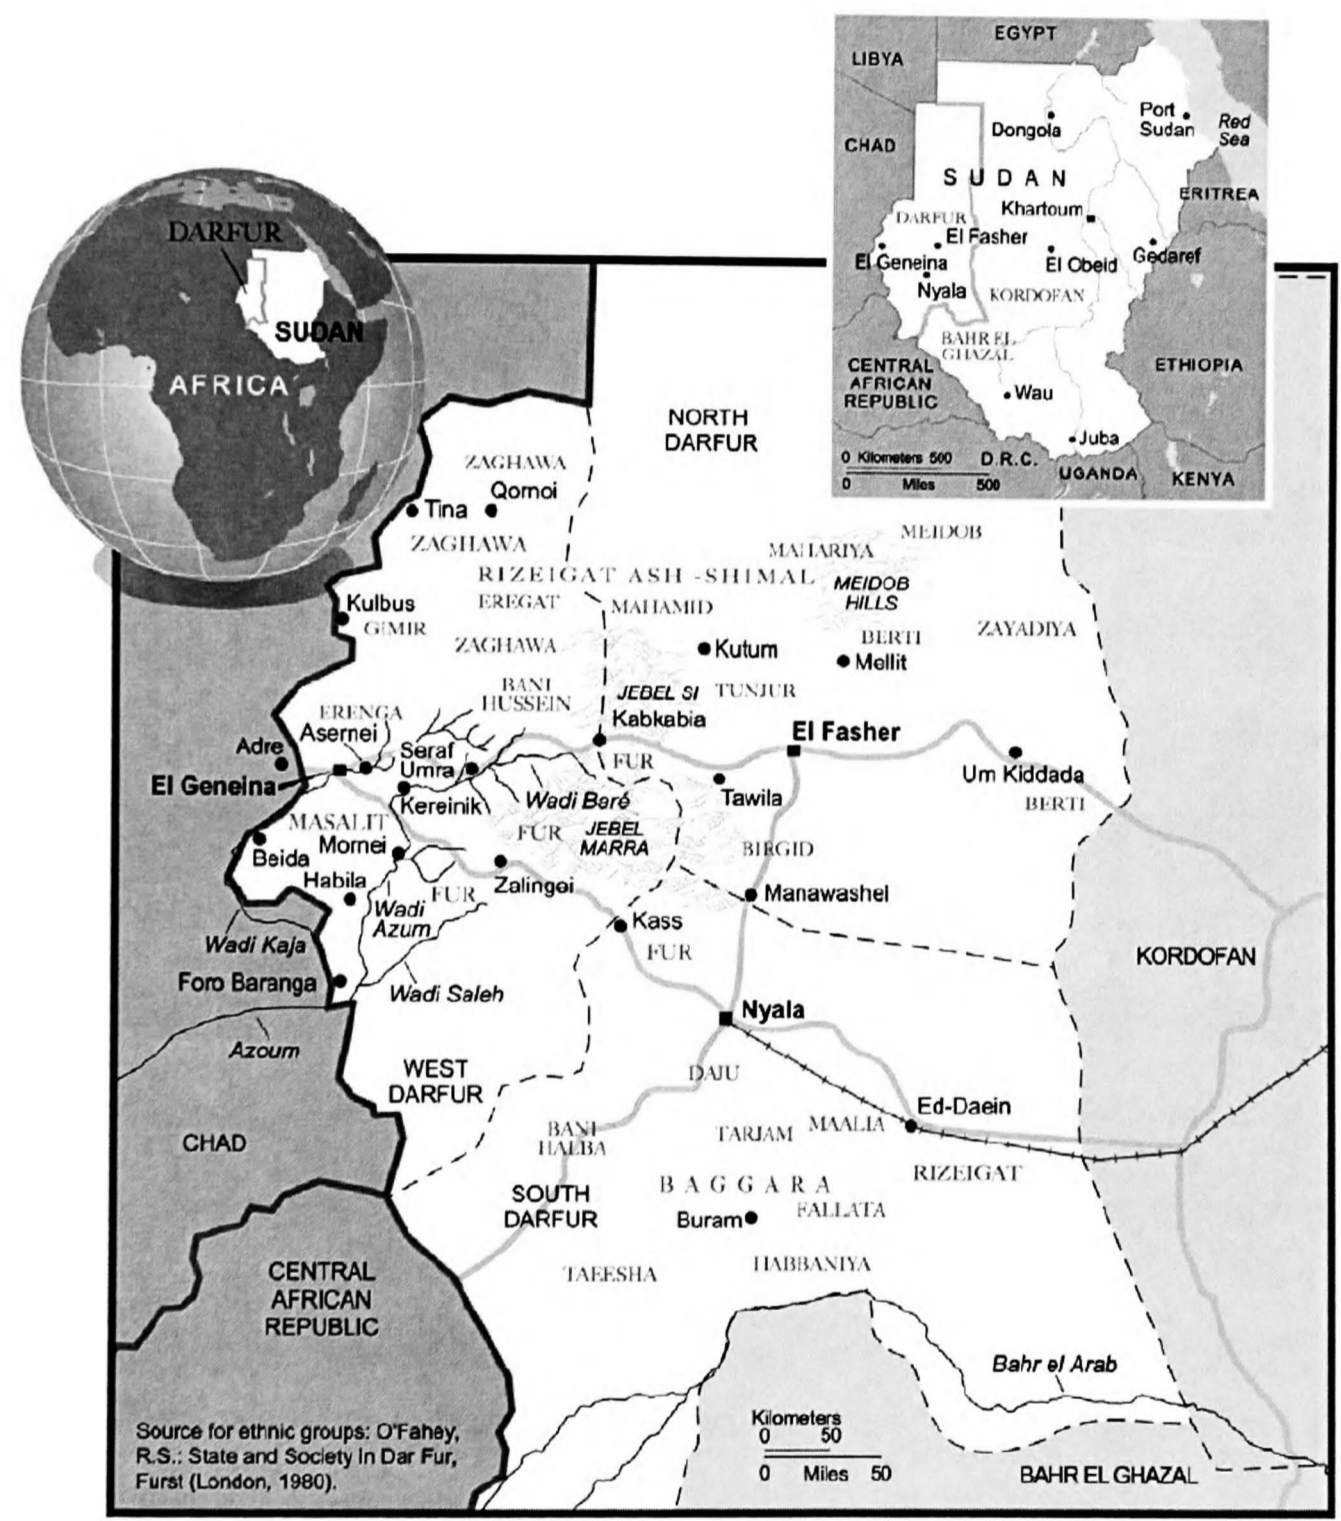 EGYPT
LIBYA
Port
Sudan
Dongola
Red
Sea
CHAD
SUDAN
ERITREA
Khartoum
DARFUR
El Fasher
El Geneina
El Obeid
Gedaref
Nyala
KORDOFAN
BAHR EL
GHAZAL
CENTRAL
AFRICAN
REPUBLIC
ETHIOPIA
Wau
Juba
0 Kilometers 500
D.R.C.
UGANDA
KENYA
0 Miles 500
DARFUR
SUDAN
AFRICA
NORTH
DARFUR
ZAGHAWA
Qornoi
Tina
ZAGHAWA
MEIDOB
MAHARIYA
RIZEIGAT ASH -SHIMAL
MEIDOB
HILLS
Kulbus
EREGAT
MAHAMID
GIMIR
ZAYADIYA
BERTI
ZAGHAWA
Kutum
Mellit
BANI
HUSSEIN
JEBEL SI
TUNJUR
Kabkabia
ERENGA
Asernei
El Fasher
Adre
Seraf
Umra
FUR
El Geneina
Um Kiddada
Kereinik
Wadi Baré
Tawila
BERTI
MASALIT
FUR
JEBEL
MARRA
Mornei
BIRGID
Beida
Habila
Zalingei
FUR
Manawashel
Wadi
Azum
Kass
Wadi Kaja
FUR
KORDOFAN
Foro Baranga
Wadi Saleh
Nyala
Azoum
WEST
DARFUR
DAJU
Ed-Daein
CHAD
BANI
HALBA
TARJAM
MAALIA
RIZEIGAT
BAGGARA
SOUTH
DARFUR
Buram
FALLATA
CENTRAL
AFRICAN
REPUBLIC
TAEESHA
HABBANIYA
Bahr el Arab
Source for ethnic groups: O'Fahey,
R.S.: State and Society in Dar Fur,
Furst (London, 1980).
Kilometers
0 50
0 Miles 50
BAHR EL GHAZAL